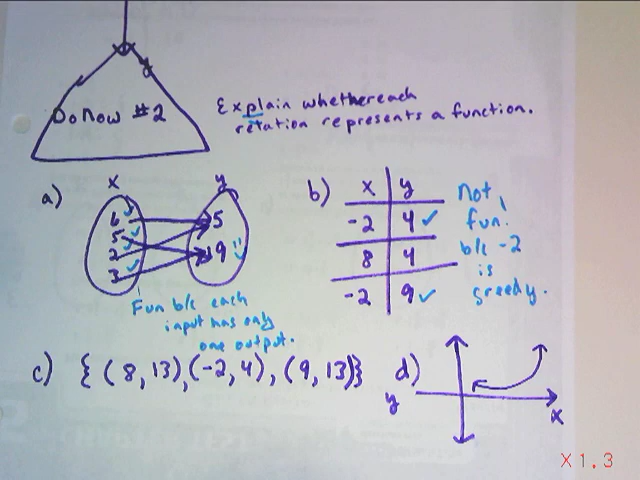 x y
Do Now #2
Explain whether each
relation represents a function.
a)
x y
6 5
5 9
2
3
Fun b/c each
input has only
one output.
b)
x y
-2 4
8 4
-2 9
not
fun.
b/c -2
is
greedy.
c) { (8, 13), (-2, 4), (9, 13)}
d)
y x
X1.3